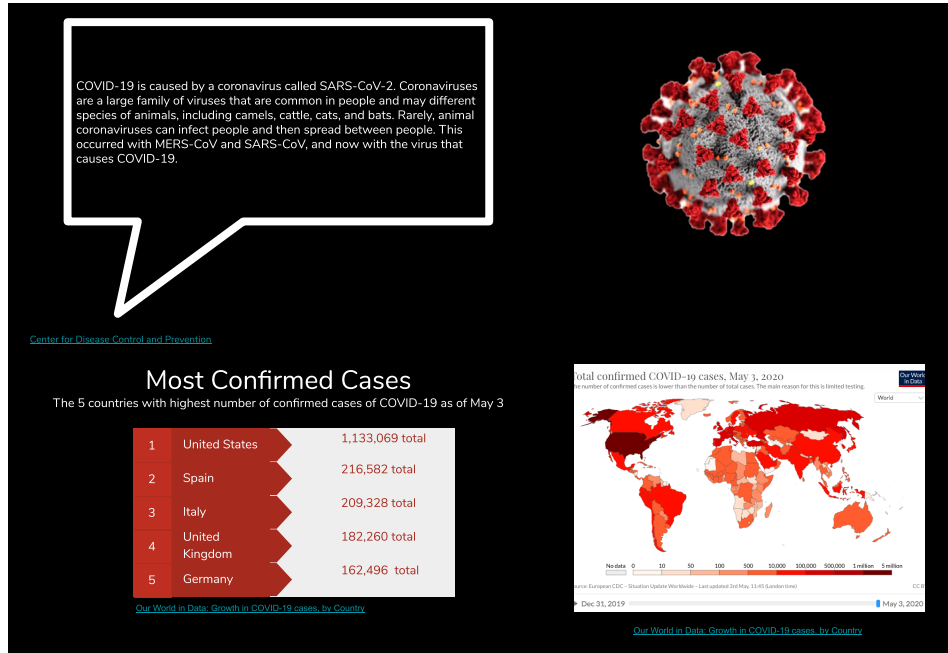 COVID-19 is caused by a coronavirus called SARS-CoV-2. Coronaviruses
are a large family of viruses that are common in people and may different
species of animals, including camels, cattle, cats, and bats. Rarely, animal
coronaviruses can infect people and then spread between people. This
occurred with MERS-CoV and SARS-CoV, and now with the virus that
causes COVID-19.
Center for Disease Control and Prevention
Most Confirmed Cases
The 5 countries with highest number of confirmed cases of COVID-19 as of May 3
1 United States 1,133,069 total
2 Spain 216,582 total
3 Italy 209,328 total
4 United Kingdom 182,260 total
5 Germany 162,496 total
Our World in Data: Growth in COVID-19 cases, by Country
Total confirmed COVID-19 cases, May 3, 2020
he number of confirmed cases is lower than the number of total cases. The main reason for this is limited testing.
Our World
in Data
World
No data 0 10 50 100 500 10,000 100,000 500,000 1 million 5 million
ource: European CDC – Situation Update Worldwide – Last updated 2nd May, 11:45 (London time) CC B
Dec 31, 2019 May 3, 2020
Our World in Data: Growth in COVID-19 cases, by Country